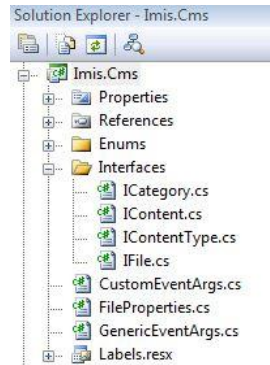 Solution Explorer - Imis.Cms
Imis.Cms
Properties
References
Enums
Interfaces
ICategory.cs
IContent.cs
IContentType.cs
IFile.cs
CustomEventArgs.cs
FileProperties.cs
GenericEventArgs.cs
Labels.resx